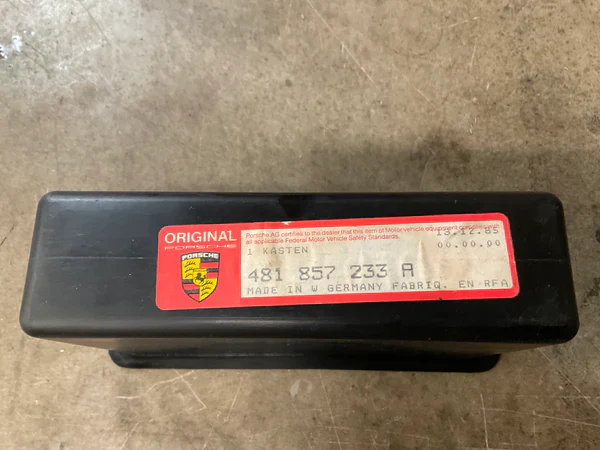 ORIGINAL
PORSCHE
PORSCHE
Porsche AG certifies to the dealer that this item of Motor vehicle equipment with
all applicable Federal Motor Vehicle Safety Standards.
13.12.85
1 KASTEN
00.00.00
481 857 233 A
MADE IN W GERMANY FABRIQ. EN RFA